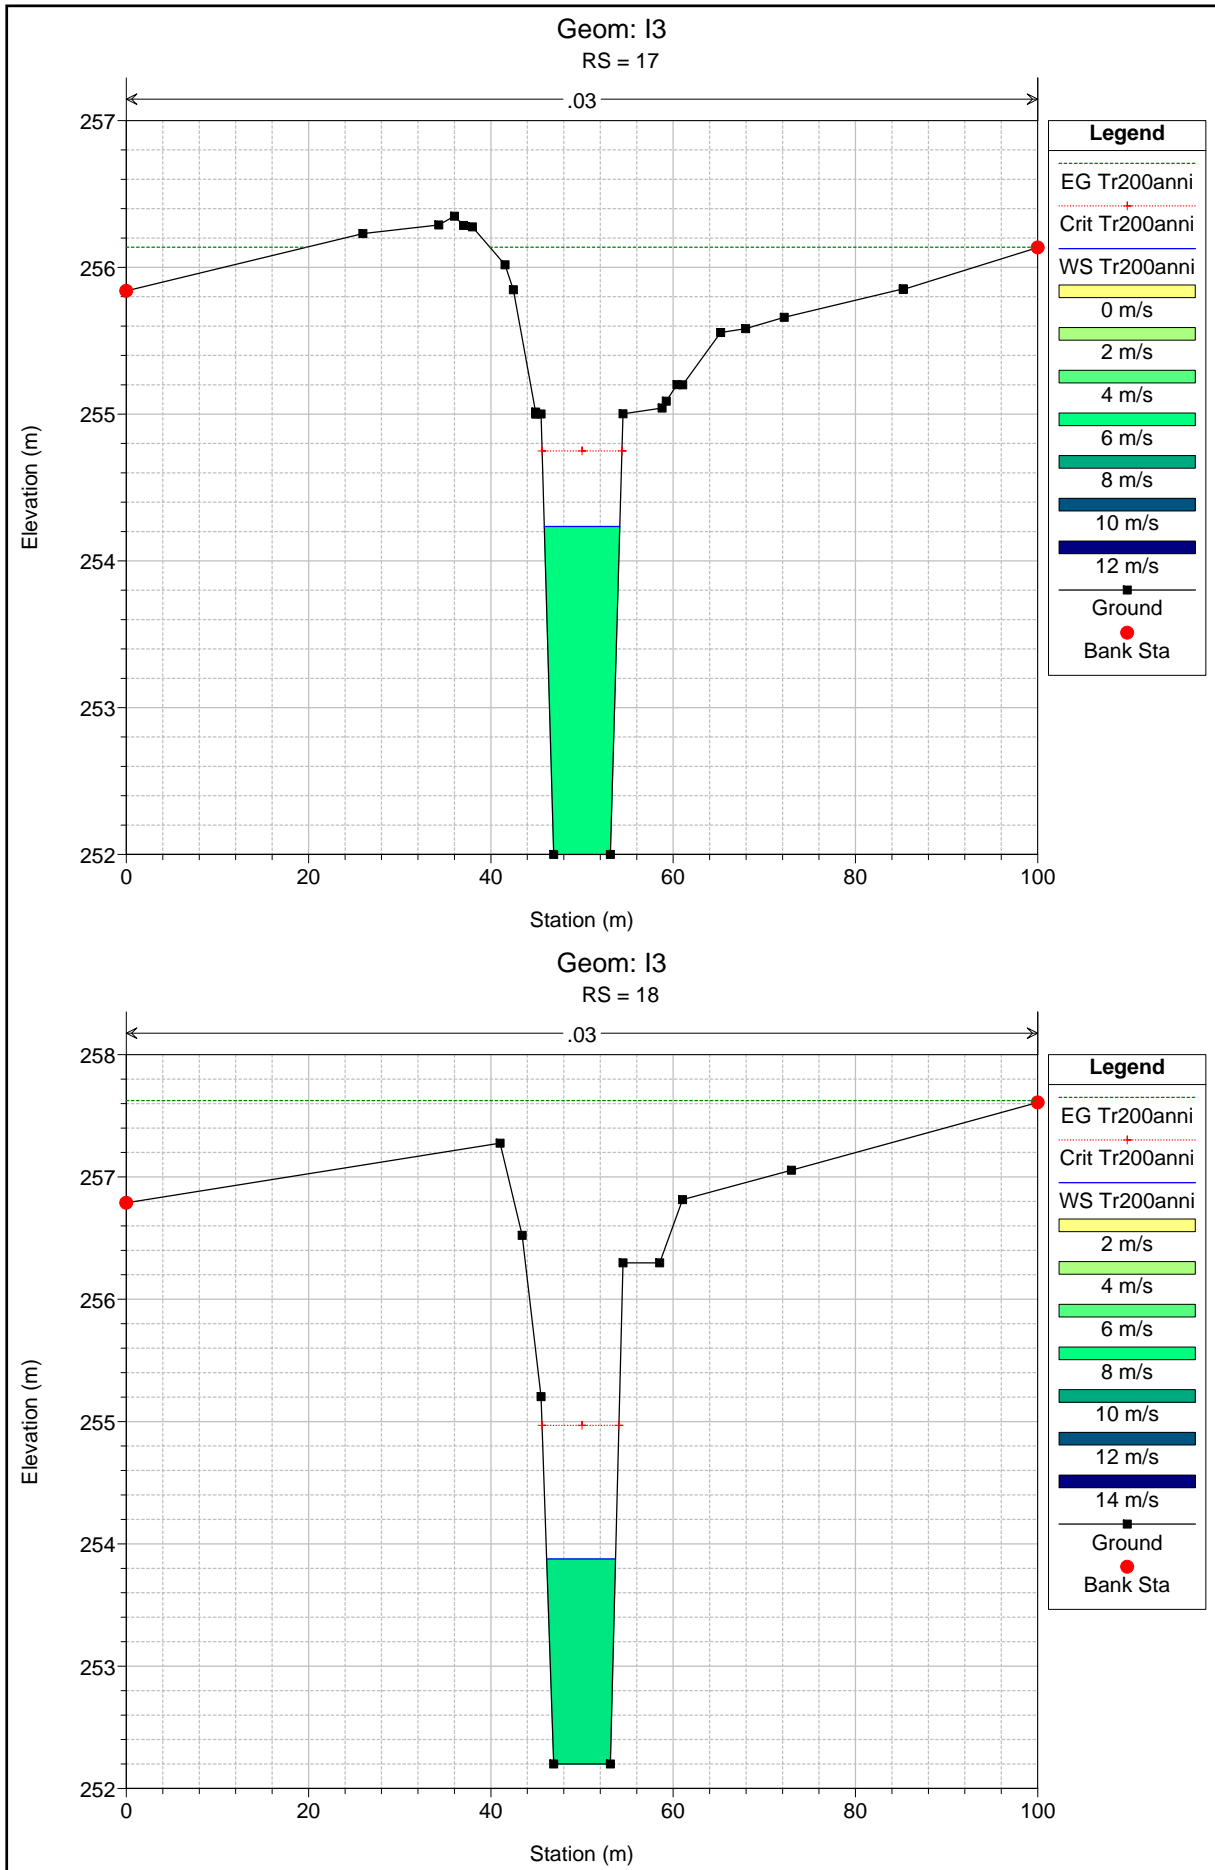 Geom: I3
RS = 17
.03
257
256
255
254
253
252
Elevation (m)
0
20
40
60
80
100
Station (m)
Legend
EG Tr200anni
Crit Tr200anni
WS Tr200anni
0 m/s
2 m/s
4 m/s
6 m/s
8 m/s
10 m/s
12 m/s
Ground
Bank Sta
Geom: I3
RS = 18
.03
258
257
256
255
254
253
252
Elevation (m)
0
20
40
60
80
100
Station (m)
Legend
EG Tr200anni
Crit Tr200anni
WS Tr200anni
2 m/s
4 m/s
6 m/s
8 m/s
10 m/s
12 m/s
14 m/s
Ground
Bank Sta